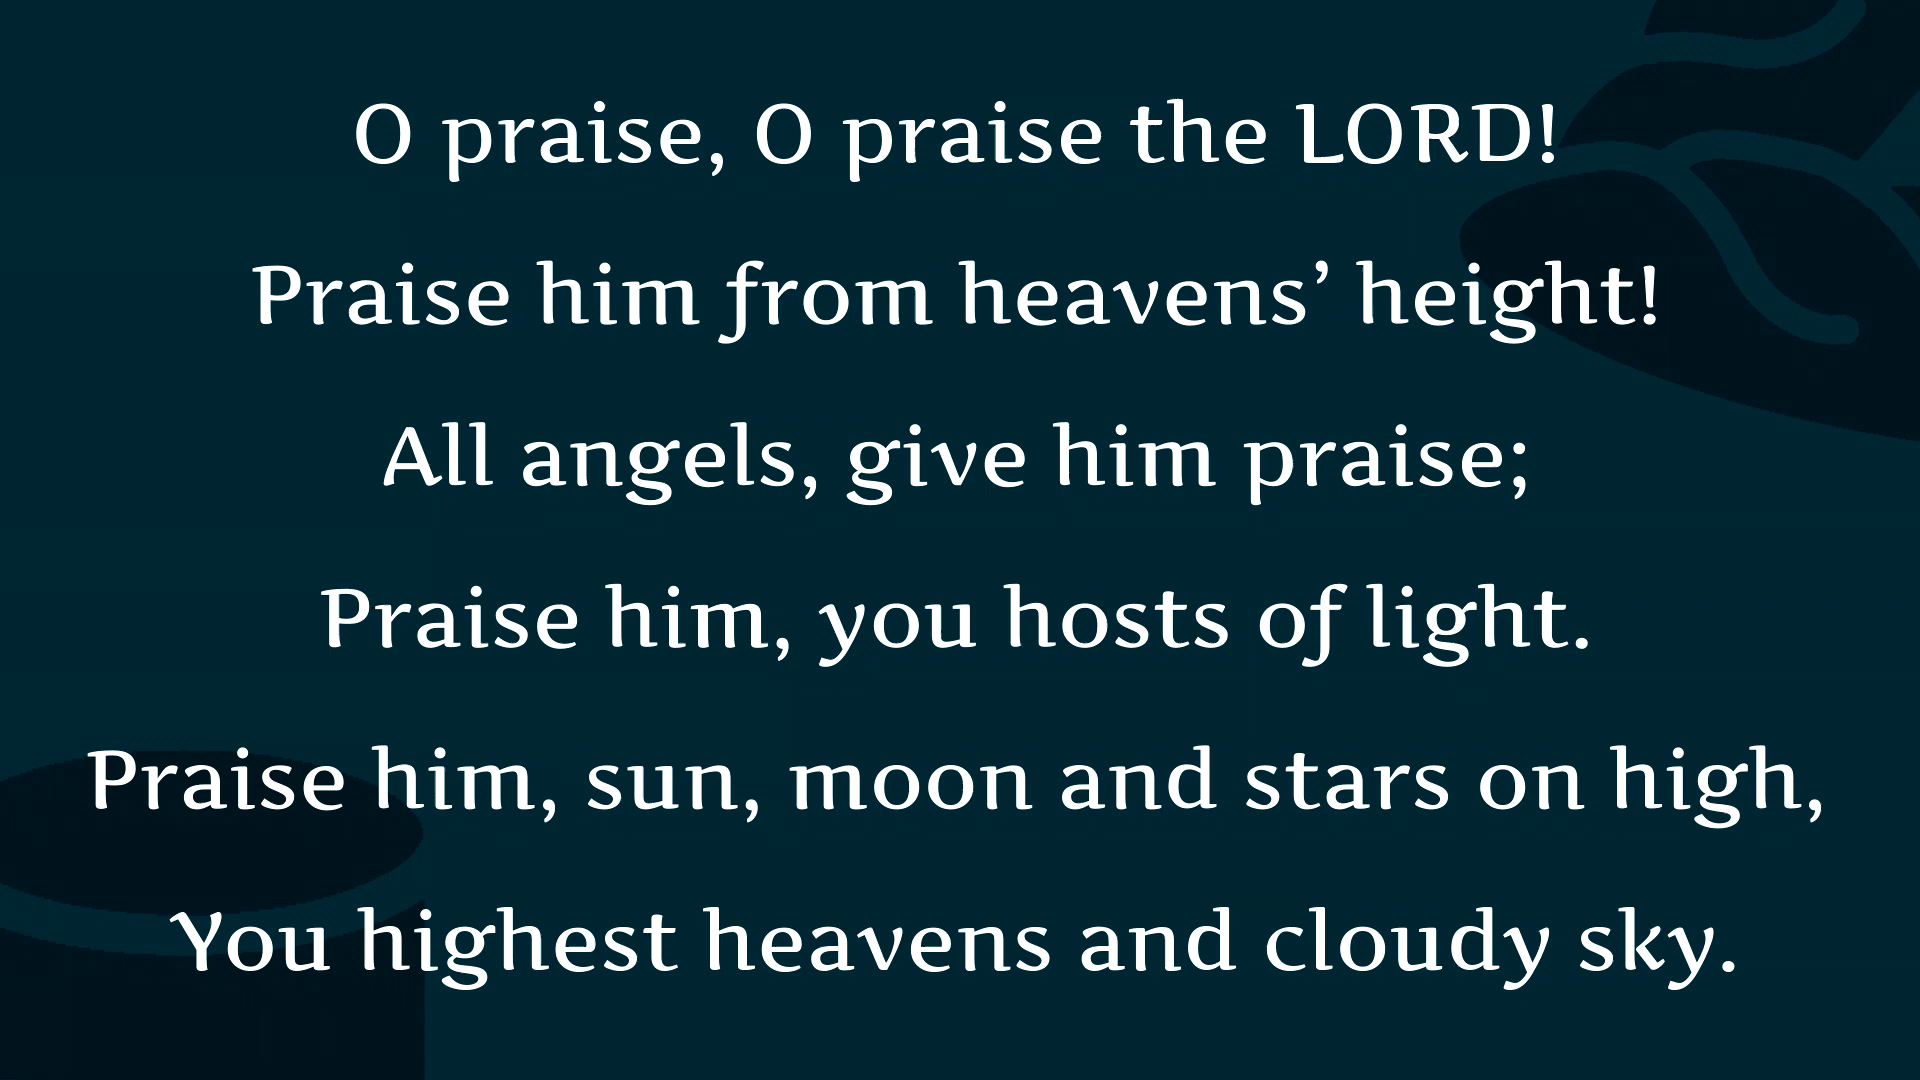 O praise, O praise the LORD!
Praise him from heavens’ height!
All angels, give him praise;
Praise him, you hosts of light.
Praise him, sun, moon and stars on high,
You highest heavens and cloudy sky.